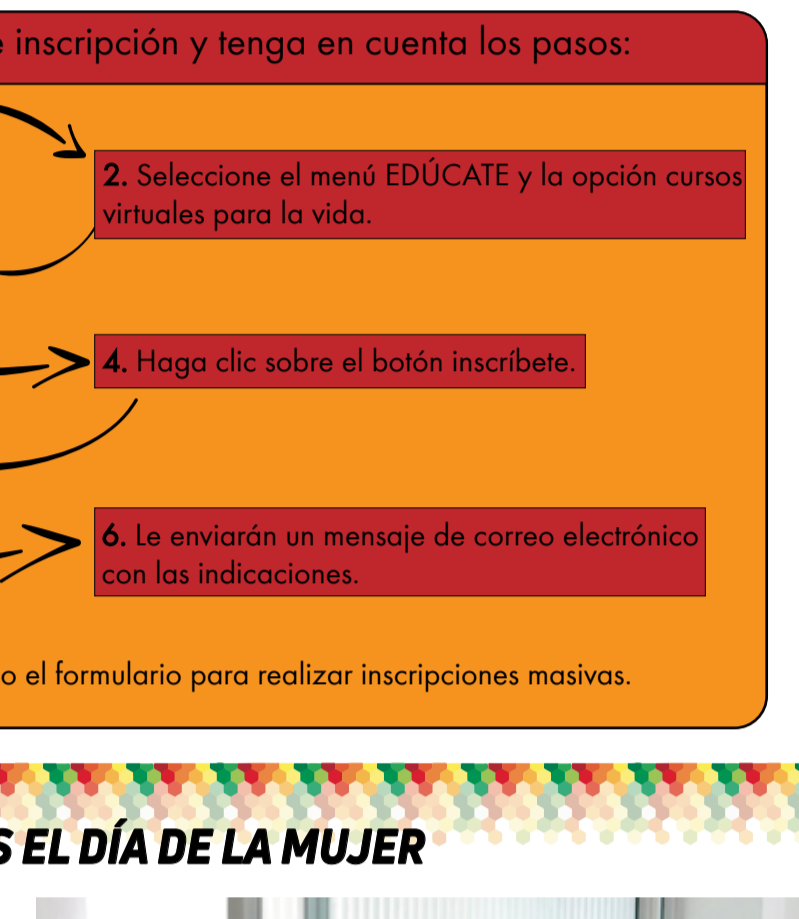 inscripción y tenga en cuenta los pasos:
2. Seleccione el menú EDÚCATE y la opción cursos
virtuales para la vida.
4. Haga clic sobre el botón inscríbete.
6. Le enviarán un mensaje de correo electrónico
con las indicaciones.
o el formulario para realizar inscripciones masivas.
S EL DÍA DE LA MUJER